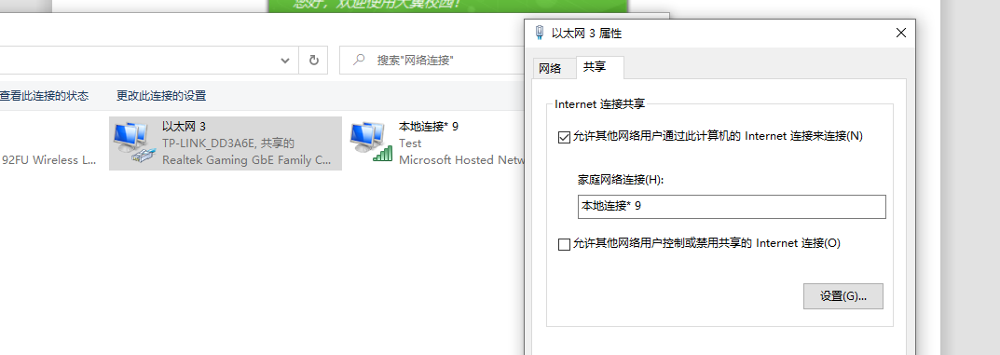 您好，欢迎使用天翼校园！
以太网 3 属性
搜索"网络连接"
网络
共享
查看此连接的状态
更改此连接的设置
Internet 连接共享
以太网 3
TP-LINK_DD3A6E, 共享的
Realtek Gaming GbE Family C...
92FU Wireless L...
本地连接* 9
Test
Microsoft Hosted Netw
允许其他网络用户通过此计算机的 Internet 连接来连接(N)
家庭网络连接(H):
本地连接* 9
允许其他网络用户控制或禁用共享的 Internet 连接(O)
设置(G)...